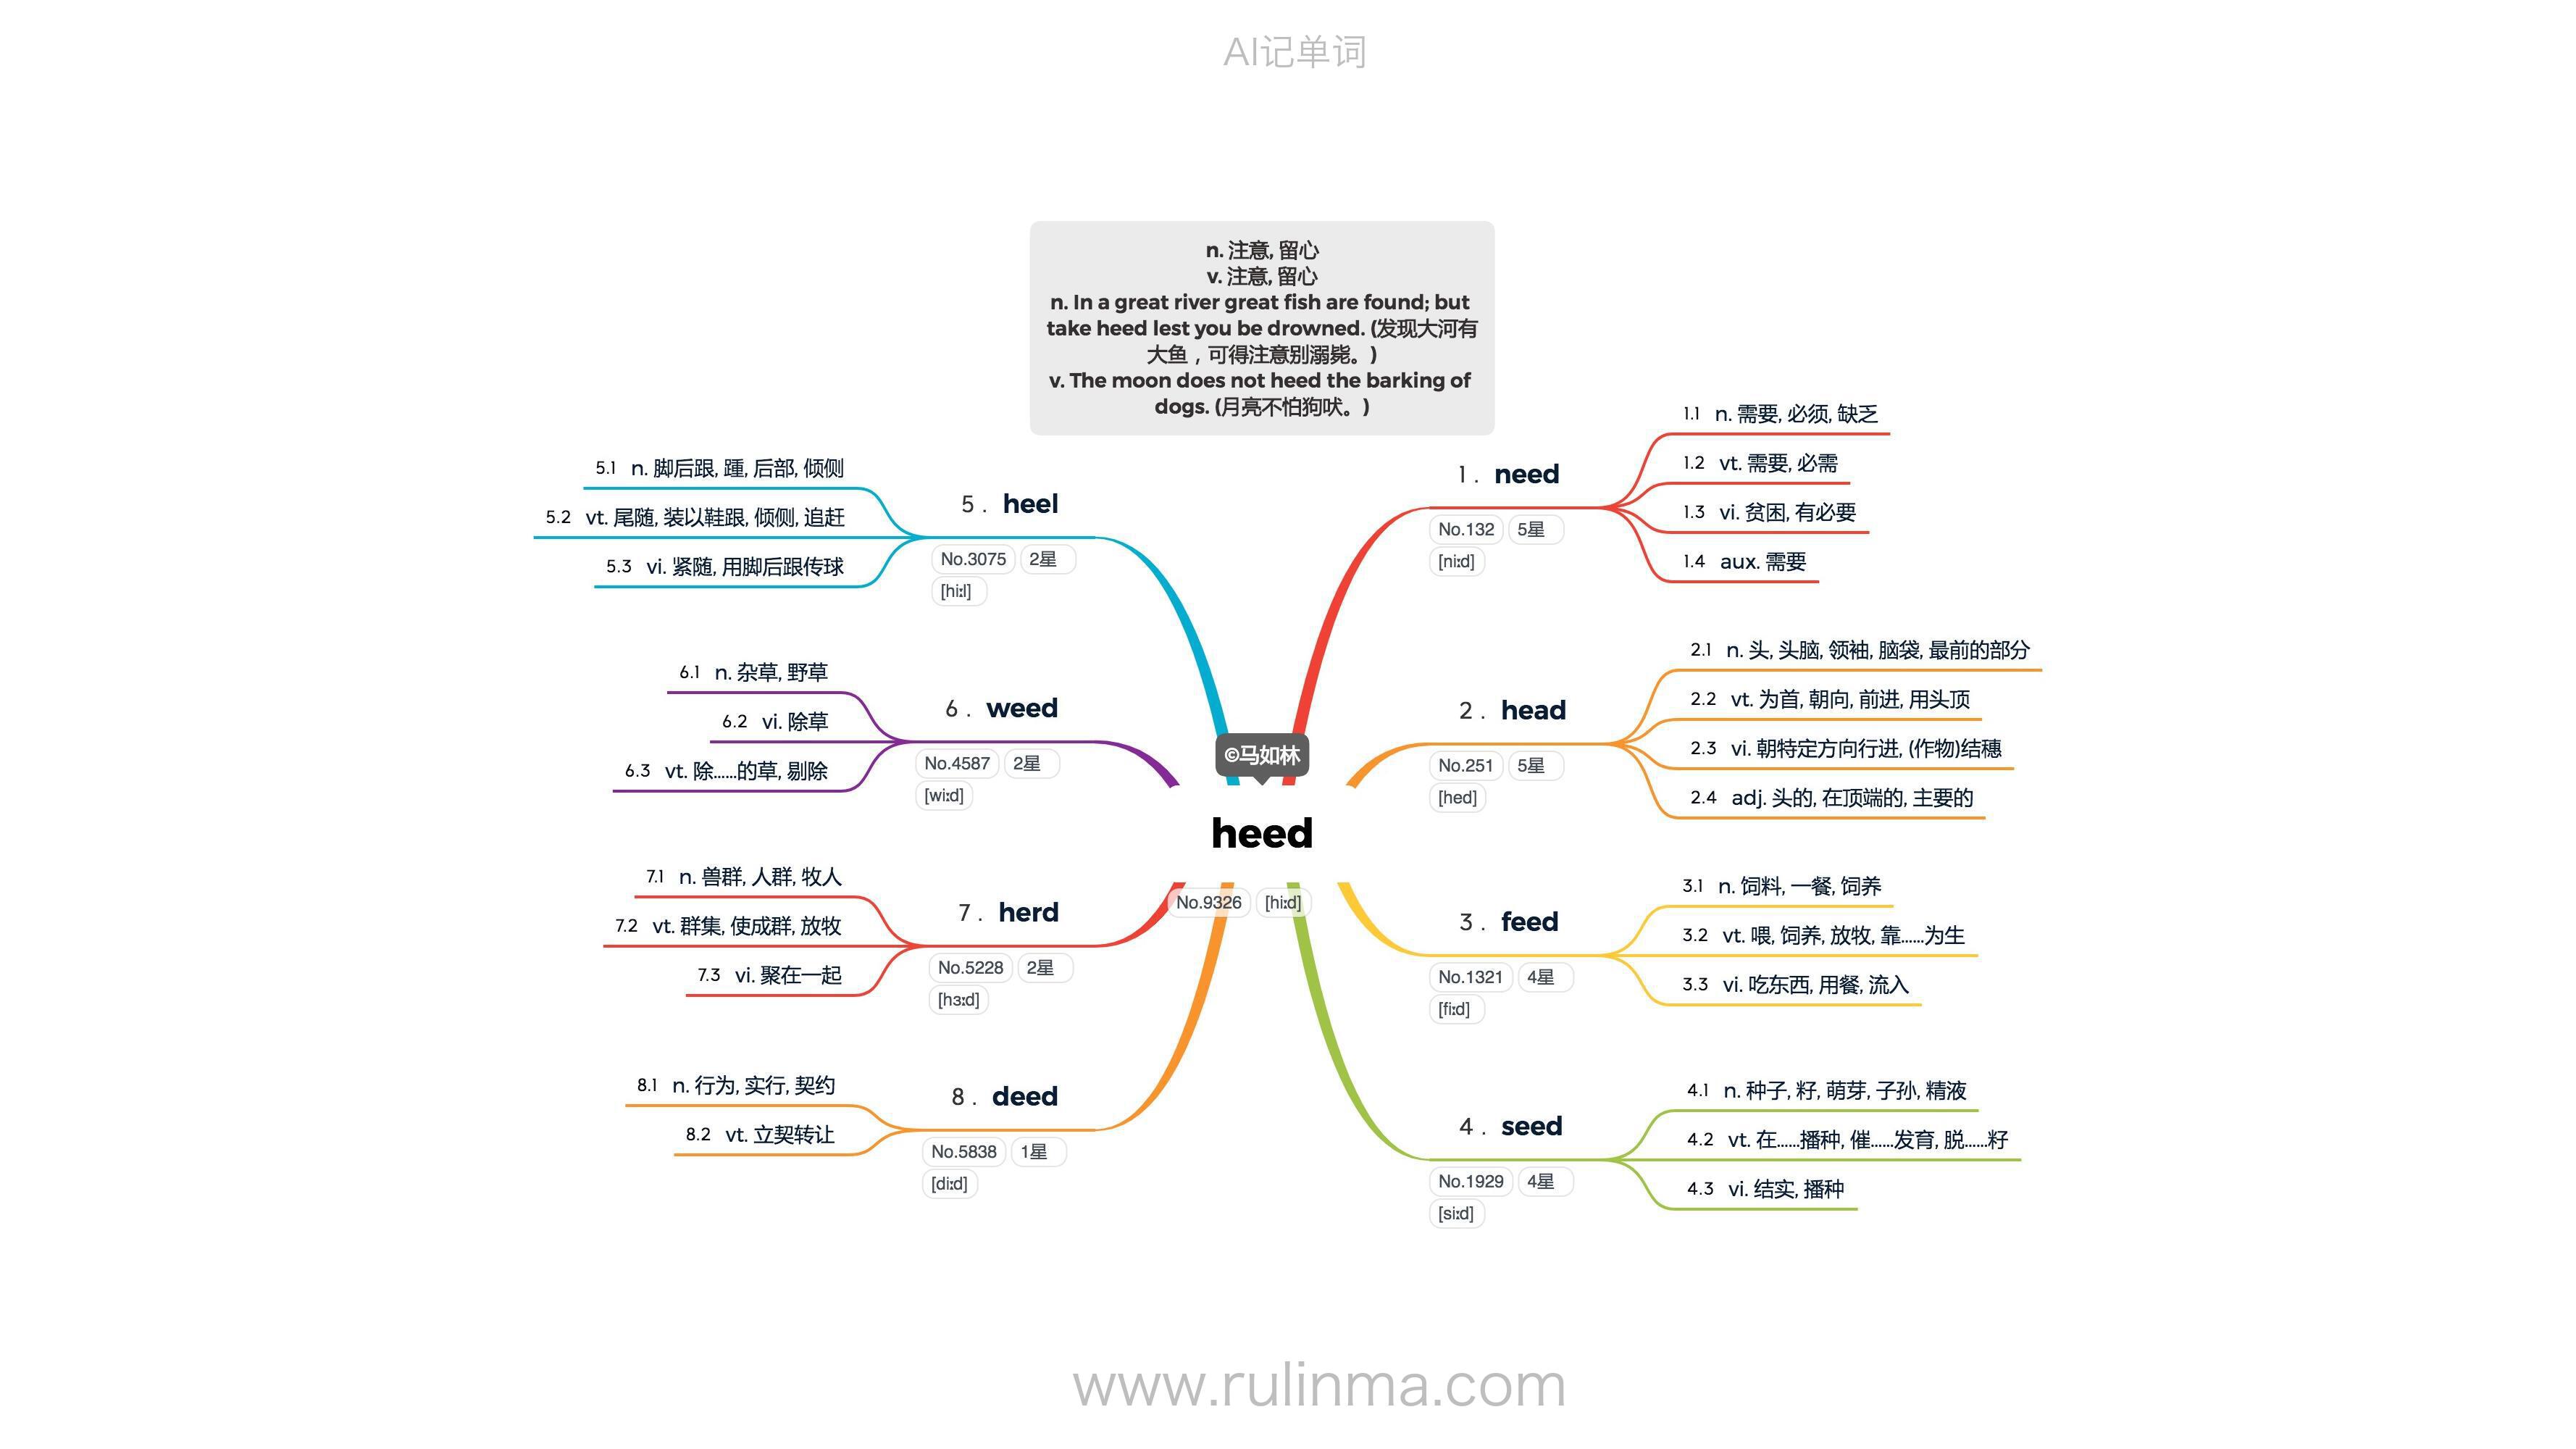 AI记单词
n. 注意, 留心
v. 注意, 留心
n. In a great river great fish are found; but
take heed lest you be drowned. (发现大河有
大鱼，可得注意别溺毙。)
v. The moon does not heed the barking of
dogs. (月亮不怕狗吠。)
©马如林
heed
No.9326 [hiːd]
1. need
No.132 5星
[niːd]
1.1 n. 需要, 必须, 缺乏
1.2 vt. 需要, 必需
1.3 vi. 贫困, 有必要
1.4 aux. 需要
2. head
No.251 5星
[hed]
2.1 n. 头, 头脑, 领袖, 脑袋, 最前的部分
2.2 vt. 为首, 朝向, 前进, 用头顶
2.3 vi. 朝特定方向行进, (作物)结穗
2.4 adj. 头的, 在顶端的, 主要的
3. feed
No.1321 4星
[fiːd]
3.1 n. 饲料, 一餐, 饲养
3.2 vt. 喂, 饲养, 放牧, 靠……为生
3.3 vi. 吃东西, 用餐, 流入
4. seed
No.1929 4星
[siːd]
4.1 n. 种子, 籽, 萌芽, 子孙, 精液
4.2 vt. 在……播种, 催……发育, 脱……籽
4.3 vi. 结实, 播种
5. heel
No.3075 2星
[hiːl]
5.1 n. 脚后跟, 踵, 后部, 倾侧
5.2 vt. 尾随, 装以鞋跟, 倾侧, 追赶
5.3 vi. 紧随, 用脚后跟传球
6. weed
No.4587 2星
[wiːd]
6.1 n. 杂草, 野草
6.2 vi. 除草
6.3 vt. 除……的草, 剔除
7. herd
No.5228 2星
[hɜːd]
7.1 n. 兽群, 人群, 牧人
7.2 vt. 群集, 使成群, 放牧
7.3 vi. 聚在一起
8. deed
No.5838 1星
[diːd]
8.1 n. 行为, 实行, 契约
8.2 vt. 立契转让
www.rulinma.com